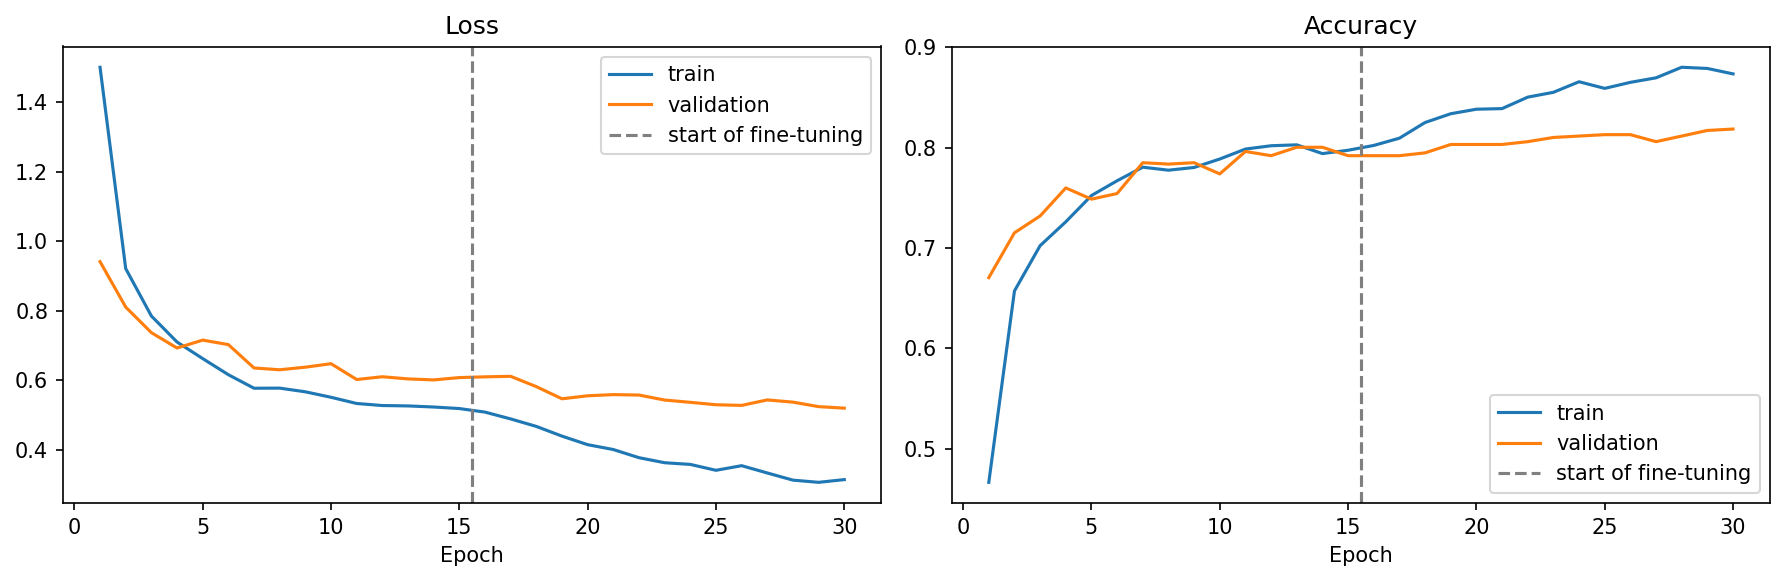 Loss
1.4
1.2
1.0
0.8
0.6
0.4
0 5 10 15 20 25 30
Epoch
train
validation
start of fine-tuning
Accuracy
0.9
0.8
0.7
0.6
0.5
0 5 10 15 20 25 30
Epoch
train
validation
start of fine-tuning